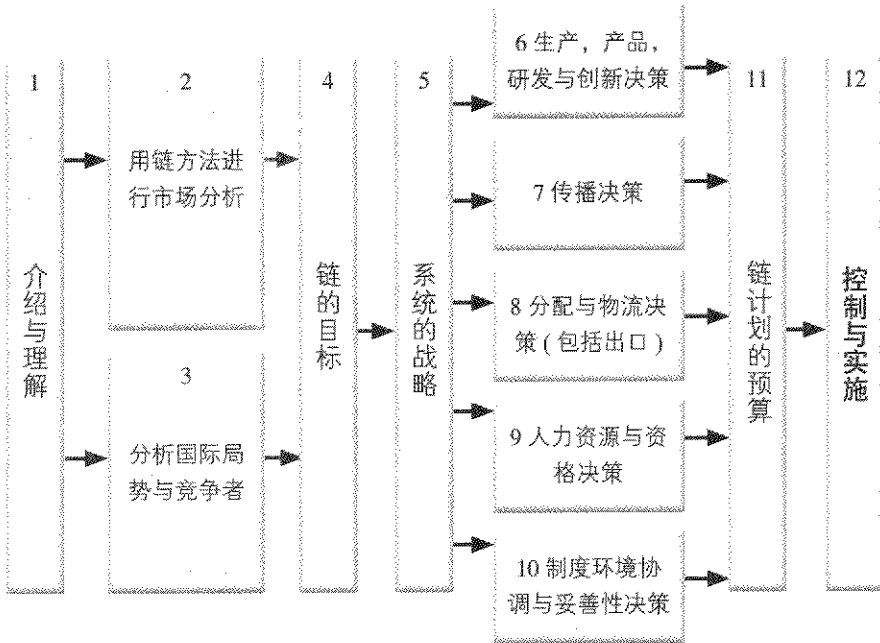 1
介绍与理解
2
用链方法进
行市场分析
3
分析国际局
势与竞争者
4
链的目标
5
系统的战略
6 生产，产品，
研发与创新决策
7 传播决策
8 分配与物流决
策（包括出口）
9 人力资源与资
格决策
10 制度环境协
调与妥善性决策
11
链计划的预算
12
控制与实施